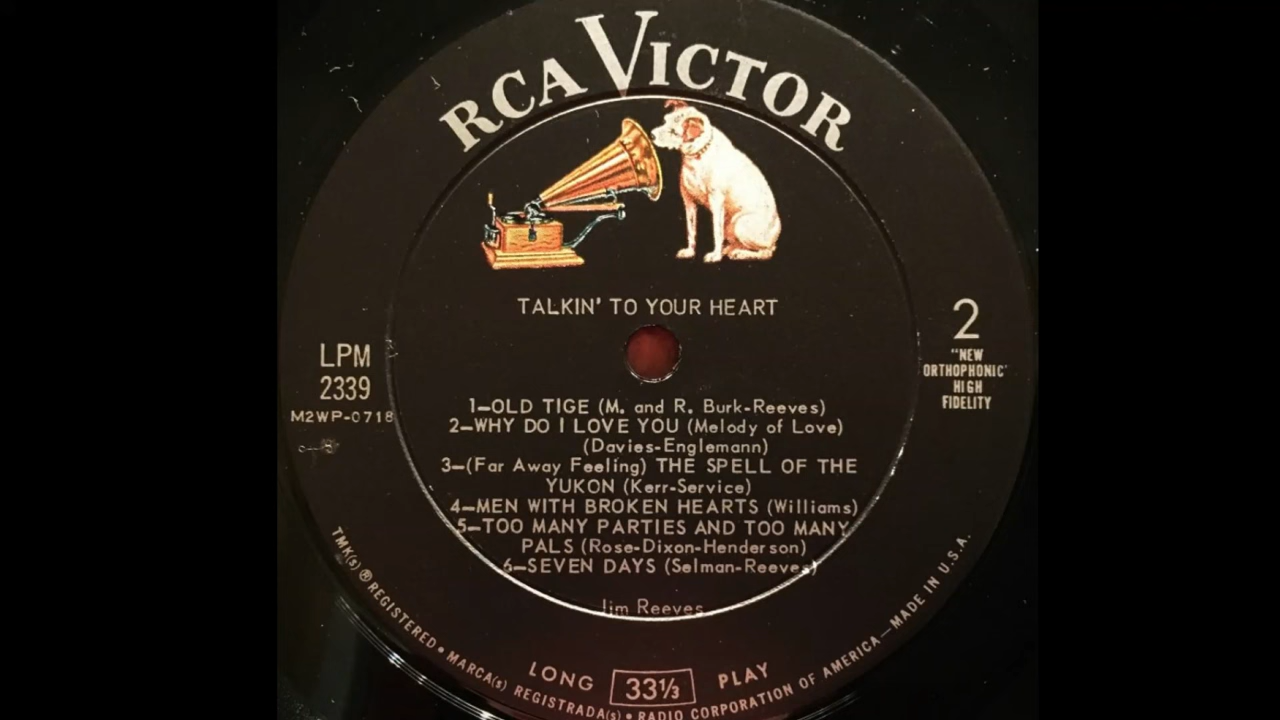 RCA VICTOR
TALKIN' TO YOUR HEART
LPM
2339
M2WP-0718
2
"NEW
ORTHOPHONIC"
HIGH
FIDELITY
1—OLD TIGE (M. and R. Burk-Reeves)
2—WHY DO I LOVE YOU (Melody of Love)
(Davies-Englemann)
3—(Far Away Feeling) THE SPELL OF THE
YUKON (Kerr-Service)
4—MEN WITH BROKEN HEARTS (Williams)
5—TOO MANY PARTIES AND TOO MANY
PALS (Rose-Dixon-Henderson)
6—SEVEN DAYS (Selman-Reeves)
Jim Reeves
LONG 33⅓ PLAY
TMK(s) ® REGISTERED • MARCA(s) REGISTRADA(s) • RADIO CORPORATION OF AMERICA—MADE IN U.S.A.